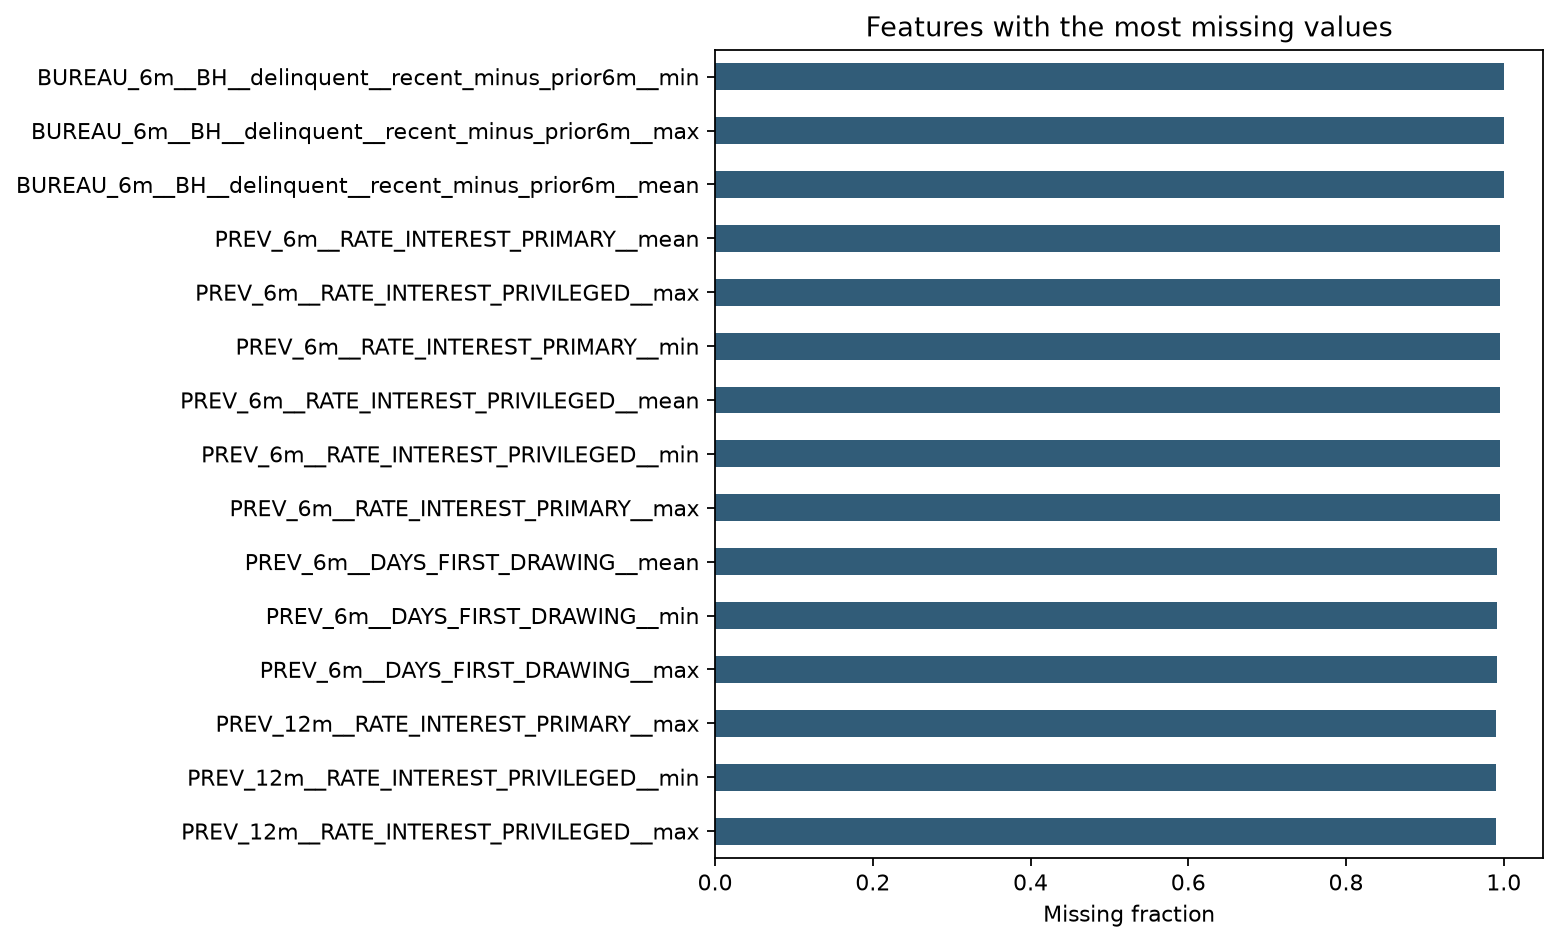 Features with the most missing values
BUREAU_6m__BH__delinquent__recent_minus_prior6m__min
BUREAU_6m__BH__delinquent__recent_minus_prior6m__max
BUREAU_6m__BH__delinquent__recent_minus_prior6m__mean
PREV_6m__RATE_INTEREST_PRIMARY__mean
PREV_6m__RATE_INTEREST_PRIVILEGED__max
PREV_6m__RATE_INTEREST_PRIMARY__min
PREV_6m__RATE_INTEREST_PRIVILEGED__mean
PREV_6m__RATE_INTEREST_PRIVILEGED__min
PREV_6m__RATE_INTEREST_PRIMARY__max
PREV_6m__DAYS_FIRST_DRAWING__mean
PREV_6m__DAYS_FIRST_DRAWING__min
PREV_6m__DAYS_FIRST_DRAWING__max
PREV_12m__RATE_INTEREST_PRIMARY__max
PREV_12m__RATE_INTEREST_PRIVILEGED__min
PREV_12m__RATE_INTEREST_PRIVILEGED__max
0.0 0.2 0.4 0.6 0.8 1.0
Missing fraction